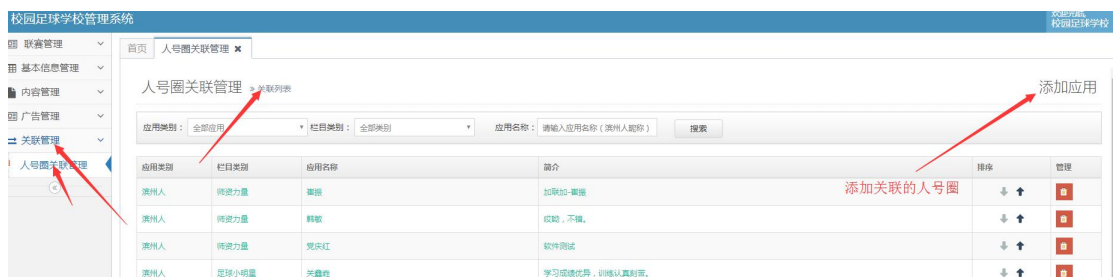 校园足球学校管理系统
校园足球学校
联赛管理
首页 人号圈关联管理 ×
基本信息管理
内容管理
人号圈关联管理 » 关联列表
添加应用
广告管理
应用类别： 全部应用 栏目类别： 全部类别 应用名称： 请输入应用名称（滨州人昵称） 搜索
关联管理
人号圈关联管理
应用类别 栏目类别 应用名称 简介 排序 管理
滨州人 师资力量 加联加-崔振
添加关联的人号圈
滨州人 师资力量 韩敏 哎呦，不错。
滨州人 师资力量 党庆红 软件测试
滨州人 足球小明星 学习成绩优异，训练认真刻苦。